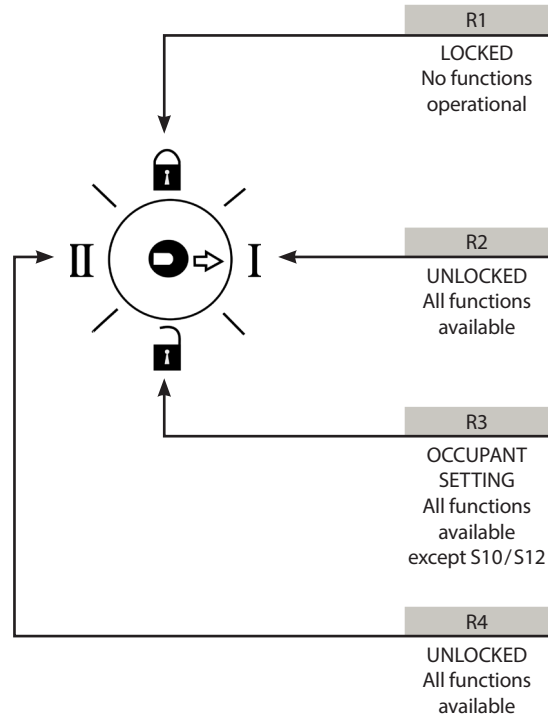 R1
LOCKED
No functions
operational
II
I
R2
UNLOCKED
All functions
available
R3
OCCUPANT
SETTING
All functions
available
except S10/S12
R4
UNLOCKED
All functions
available